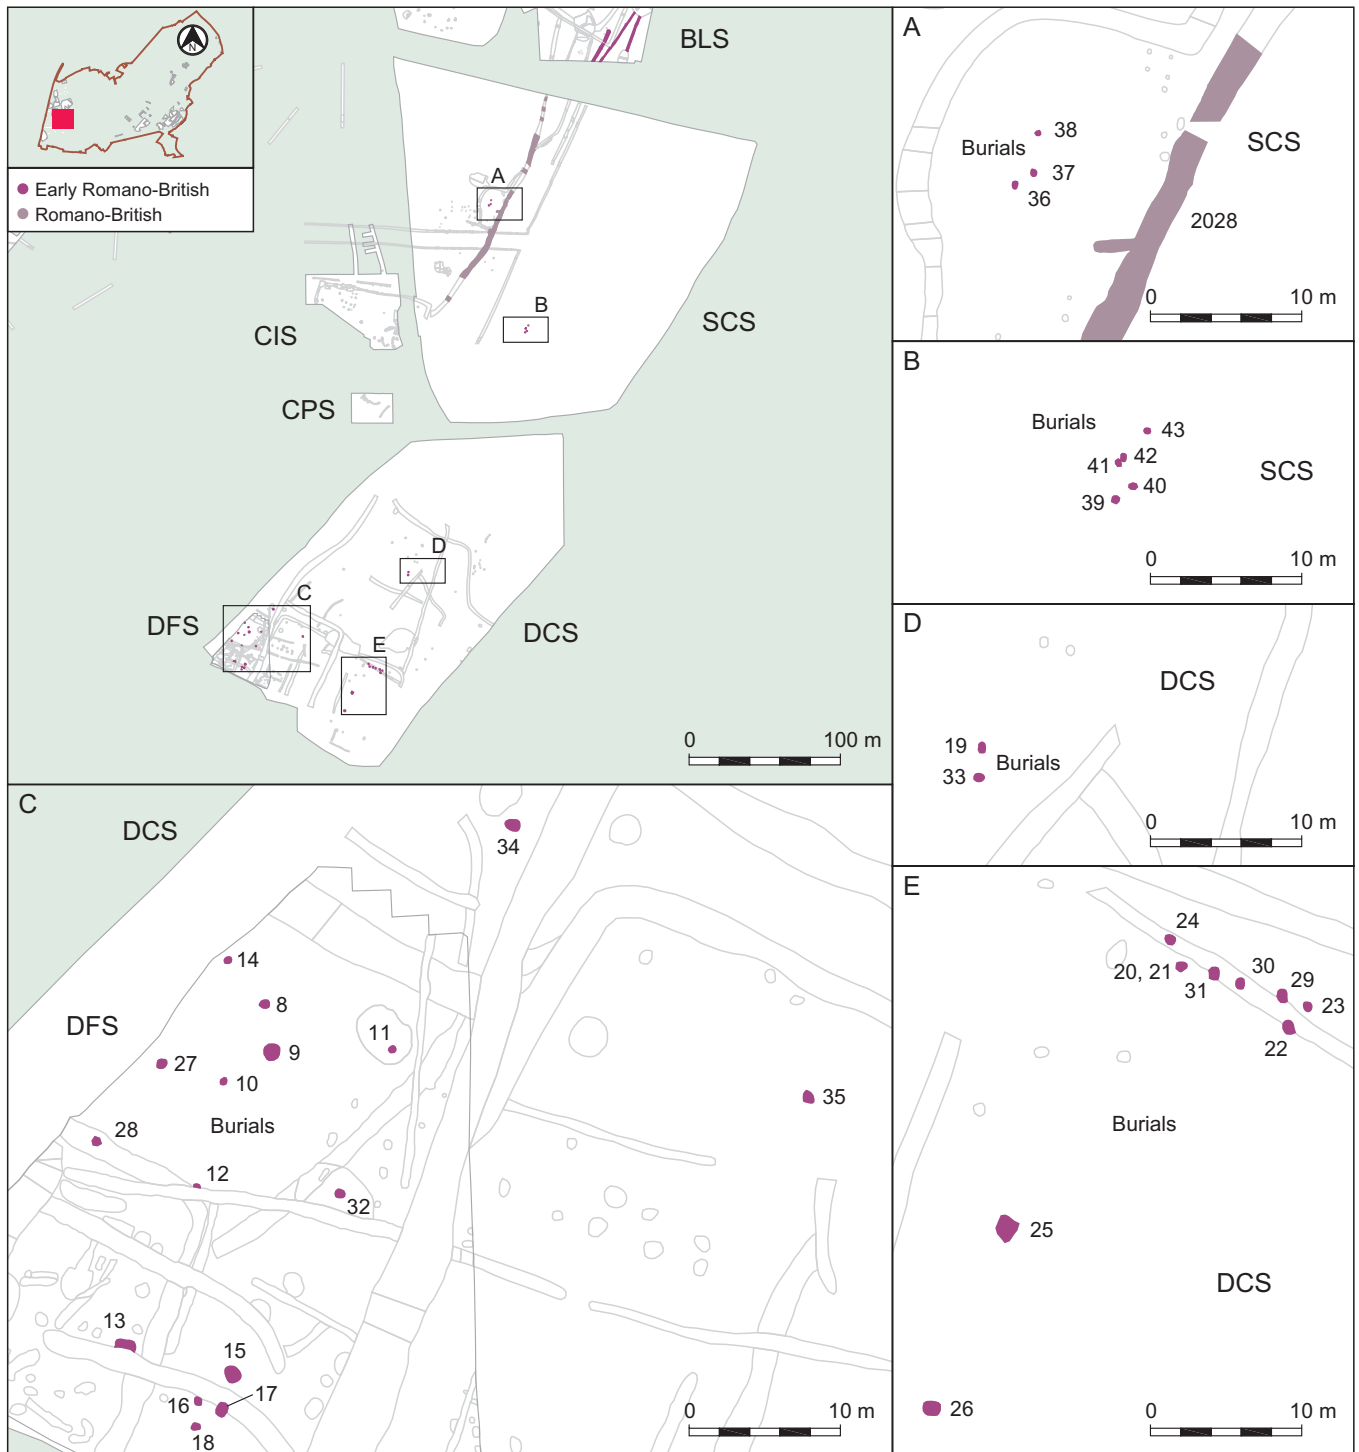 N
Early Romano-British
Romano-British
BLS
A
B
SCS
CIS
CPS
D
C
DFS
E
DCS
0 100 m
A
38
Burials
37
36
SCS
2028
0 10 m
B
Burials
43
42
41
40
39
SCS
0 10 m
C
DCS
34
14
8
DFS
11
9
27
10
35
Burials
28
12
32
13
15
17
16
18
0 10 m
D
DCS
19
Burials
33
0 10 m
E
24
20, 21
30
31
29
23
22
Burials
25
DCS
26
0 10 m